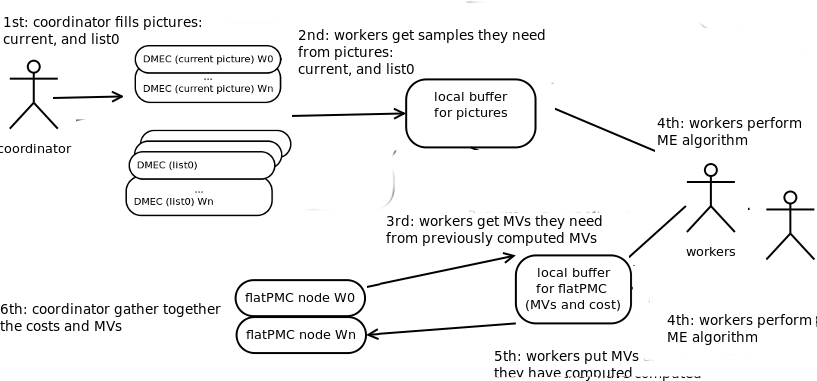 1st: coordinator fills pictures:
current, and list0
coordinator
DMEC (current picture) W0
...
DMEC (current picture) Wn
DMEC (list0)
...
DMEC (list0) Wn
2nd: workers get samples they need
from pictures:
current, and list0
local buffer
for pictures
4th: workers perform
ME algorithm
workers
3rd: workers get MVs they need
from previously computed MVs
local buffer
for flatPMC
(MVs and cost)
flatPMC node W0
flatPMC node Wn
6th: coordinator gather together
the costs and MVs
4th: workers perform
ME algorithm
5th: workers put MVs
they have computed